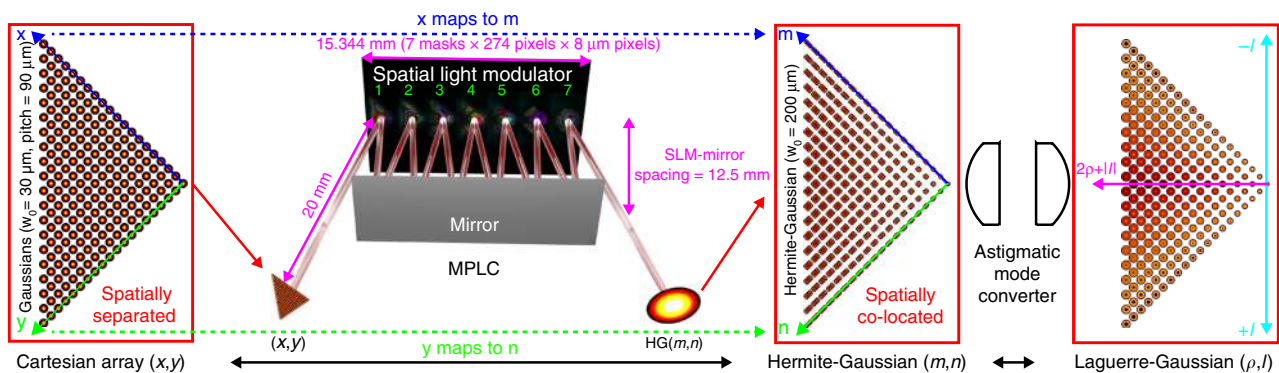 x
Gaussians (w0= 30 μm, pitch = 90 μm)
y
Spatially
separated
Cartesian array (x,y)
x maps to m
15.344 mm (7 masks × 274 pixels × 8 μm pixels)
Spatial light modulator
1 2 3 4 5 6 7
20 mm
SLM-mirror
spacing = 12.5 mm
Mirror
MPLC
(x,y)
HG(m,n)
y maps to n
m
Hermite-Gaussian (w0 = 200 μm)
n
Spatially
co-located
Hermite-Gaussian (m,n)
Astigmatic
mode
converter
–l
2ρ+|l|
+l
Laguerre-Gaussian (ρ,l)